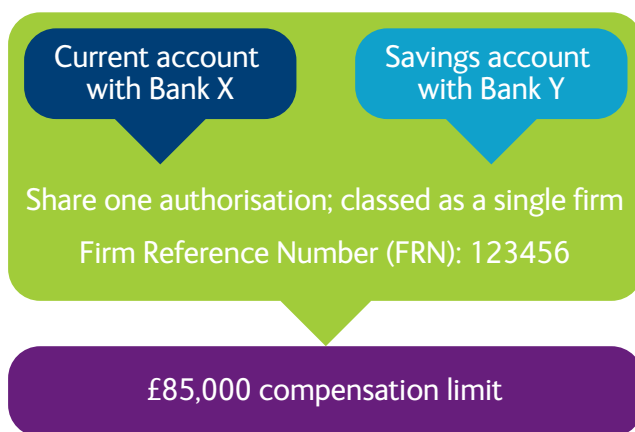 Current account
with Bank X
Savings account
with Bank Y
Share one authorisation; classed as a single firm
Firm Reference Number (FRN): 123456
£85,000 compensation limit